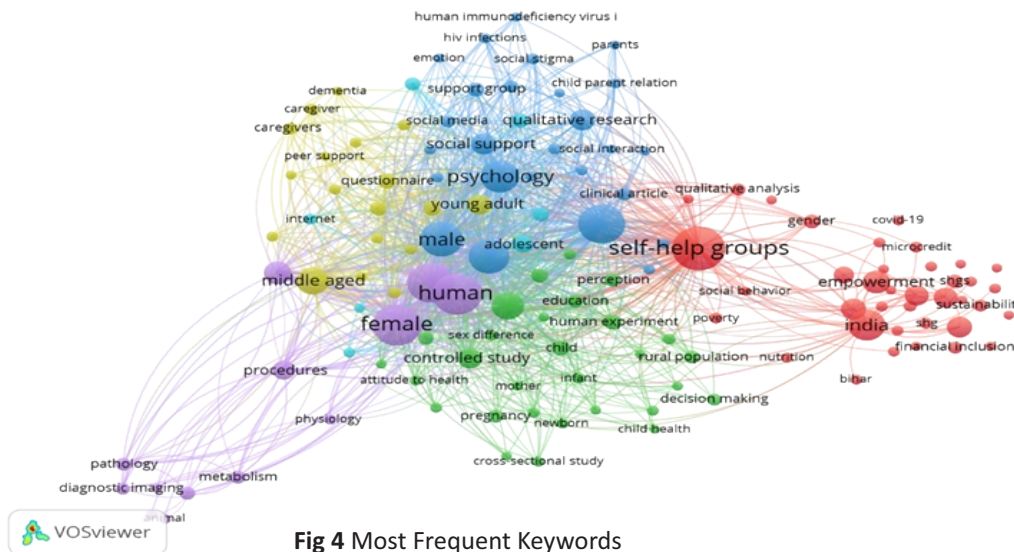 human immunodeficiency virus i
hiv infections
parents
emotion
social stigma
child parent relation
dementia
support group
caregiver
social media
qualitative research
caregivers
social support
social interaction
peer support
psychology
questionnaire
clinical article
qualitative analysis
young adult
internet
gender
covid-19
male
adolescent
self-help groups
microcredit
middle aged
perception
empowerment
shgs
human
social behavior
education
sustainabilit
female
human experiment
poverty
india
shg
sex difference
child
financial inclusion
controlled study
rural population
nutrition
procedures
attitude to health
infant
bihar
mother
decision making
physiology
pregnancy
newborn
child health
pathology
cross-sectional study
metabolism
diagnostic imaging
animal
VOSviewer
Fig 4 Most Frequent Keywords